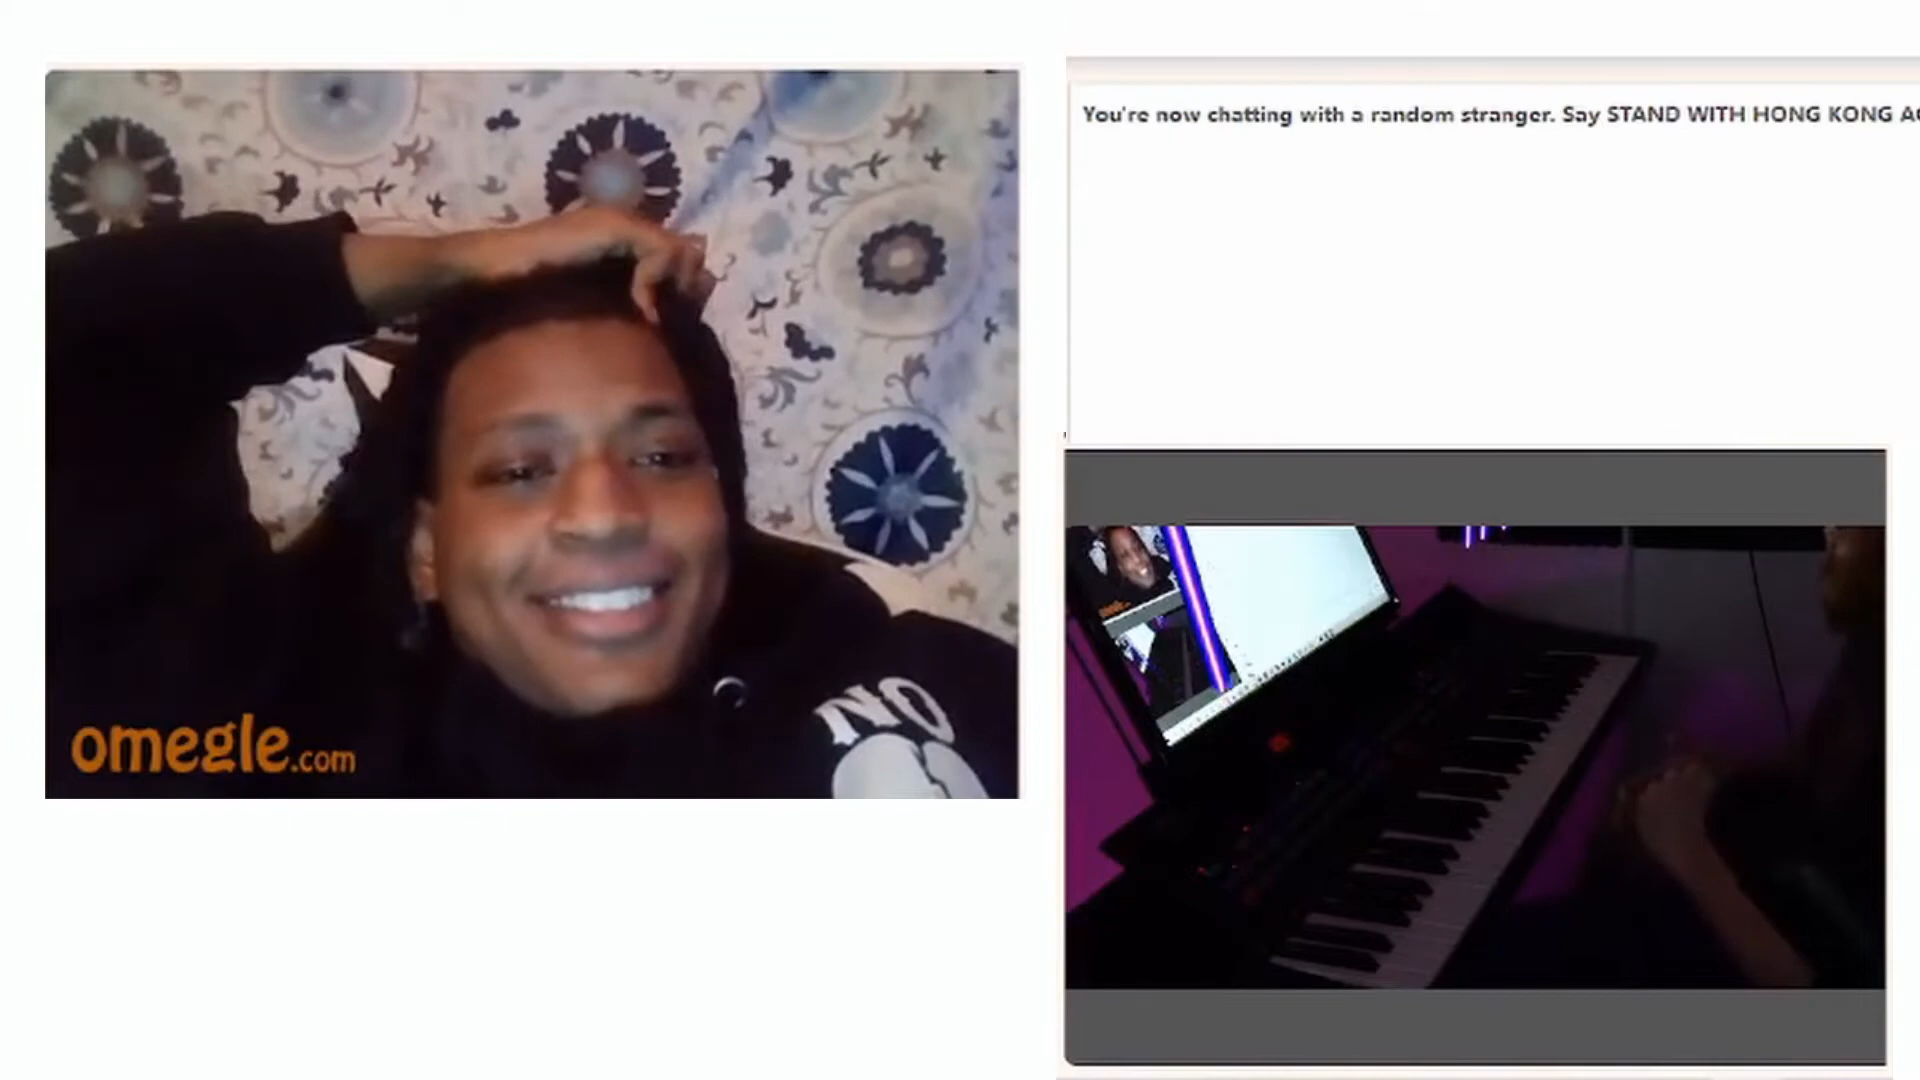 You're now chatting with a random stranger. Say STAND WITH HONG KONG
NO
omegle.com